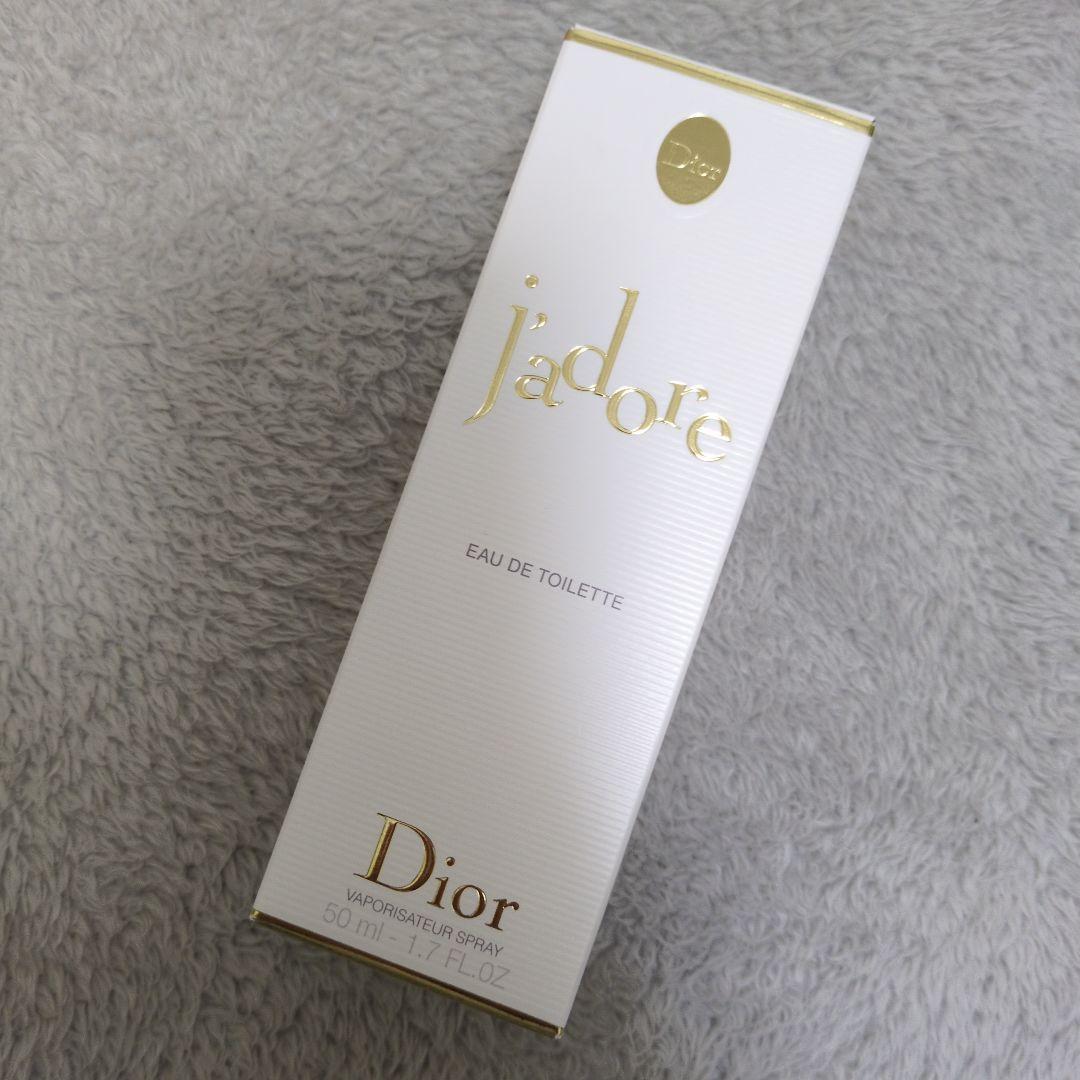 Dior
j'adore
EAU DE TOILETTE
Dior
VAPORISATEUR SPRAY
50 ml - 1.7 FL.OZ